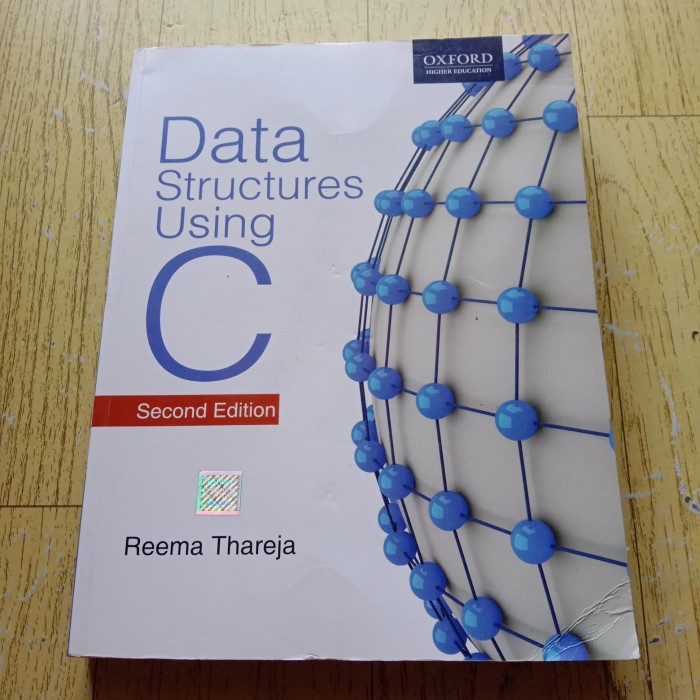 OXFORD
HIGHER EDUCATION
Data
Structures
Using
C
Second Edition
Reema Thareja